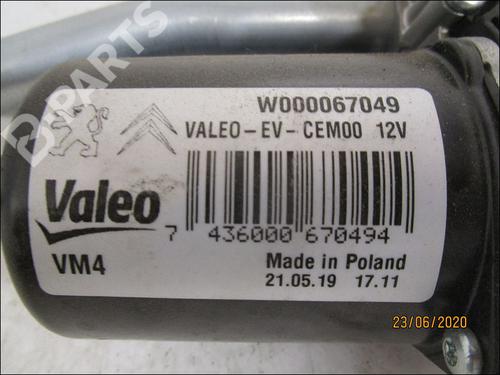 B-PARTS
W000067049
VALEO-EV-CEM00 12V
Valeo
7 436000 670494
VM4
Made in Poland
21.05.19 17.11
23/06/2020